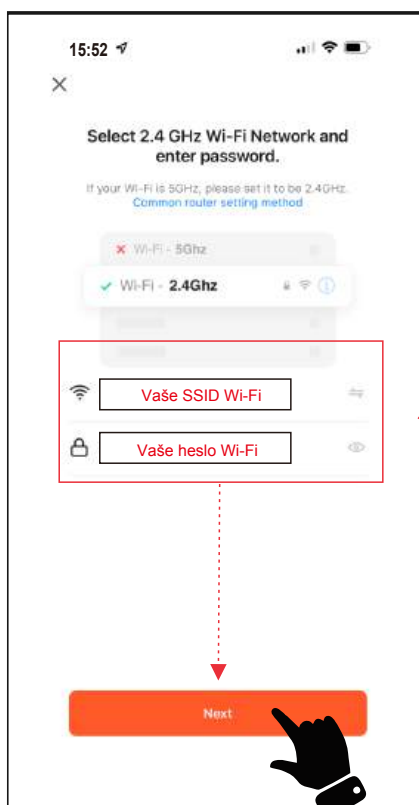 15:52
Select 2.4 GHz Wi-Fi Network and
enter password.
If your Wi-Fi is 5GHz, please set it to be 2.4GHz.
Common router setting method
Wi-Fi - 5Ghz
Wi-Fi - 2.4Ghz
Vaše SSID Wi-Fi
Vaše heslo Wi-Fi
Next